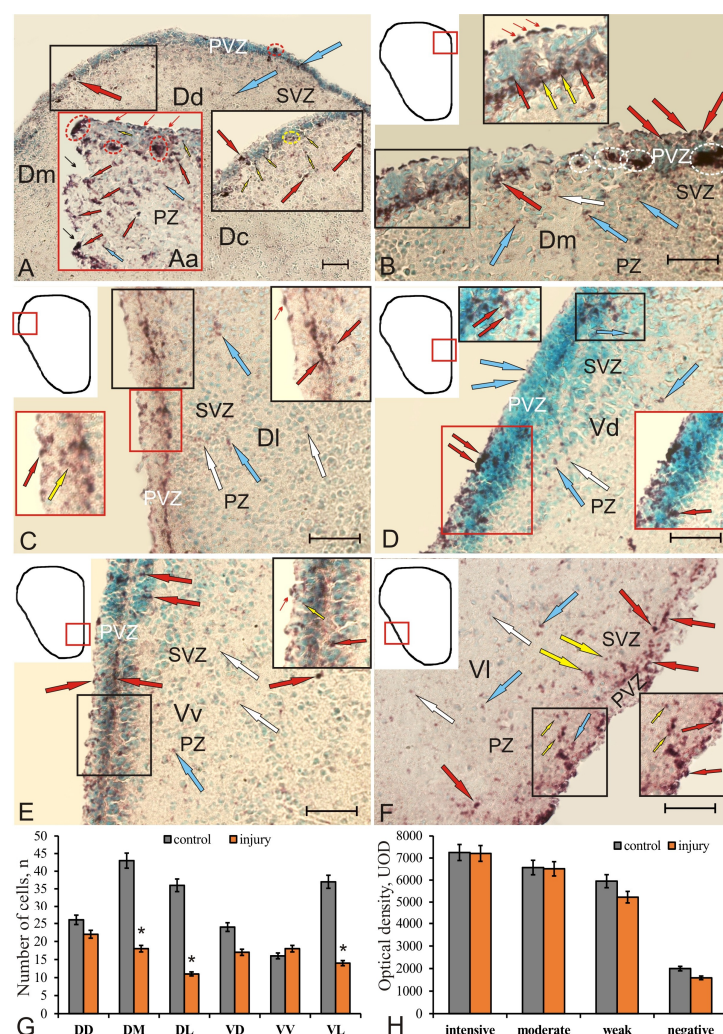 PVZ
Dd
SVZ
Dm
PZ
Dc
A
Aa
PVZ
SVZ
Dm
B
PZ
SVZ
Dl
PZ
PVZ
C
SVZ
PVZ
Vd
PZ
D
PVZ
SVZ
Vv
PZ
E
SVZ
Vl
PVZ
PZ
F
control injury
Number of cells, n
50
45
40
35
30
25
20
15
10
5
0
*
*
*
DD DM DL VD VV VL
G
control injury
Optical density, UOD
8000
7000
6000
5000
4000
3000
2000
1000
0
intensive moderate weak negative
H